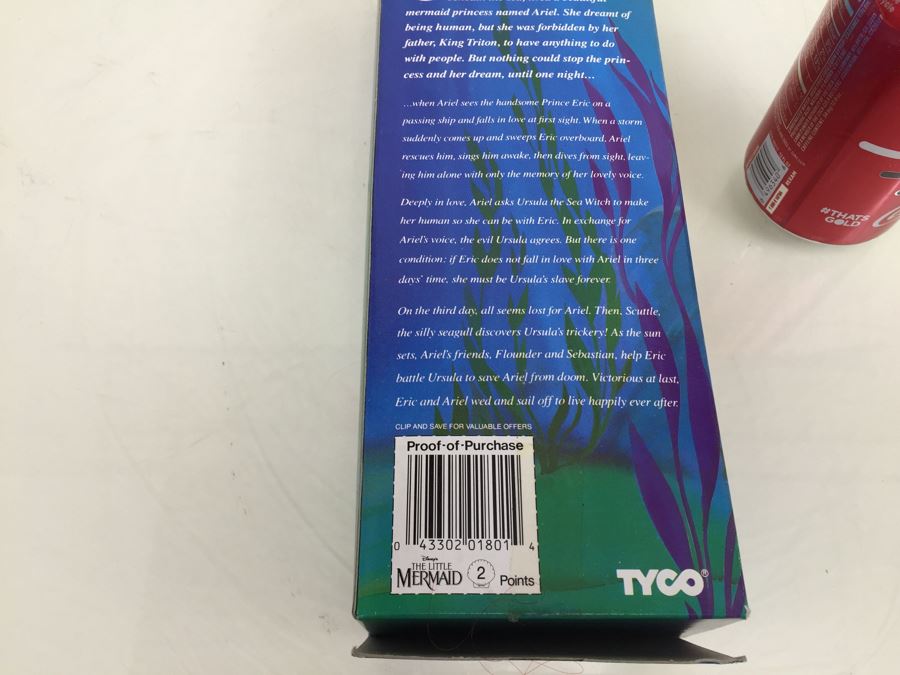 mermaid princess named Ariel. She dreamt of
being human, but she was forbidden by her
father, King Triton, to have anything to do
with people. But nothing could stop the prin-
cess and her dream, until one night...
...when Ariel sees the handsome Prince Eric on a
passing ship and falls in love at first sight. When a storm
suddenly comes up and sweeps Eric overboard, Ariel
rescues him, sings him awake, then dives from sight, leav-
ing him alone with only the memory of her lovely voice.
Deeply in love, Ariel asks Ursula the Sea Witch to make
her human so she can be with Eric. In exchange for
Ariel's voice, the evil Ursula agrees. But there is one
condition: if Eric does not fall in love with Ariel in three
days' time, she must be Ursula's slave forever.
On the third day, all seems lost for Ariel. Then, Scuttle,
the silly seagull discovers Ursula's trickery! As the sun
sets, Ariel's friends, Flounder and Sebastian, help Eric
battle Ursula to save Ariel from doom. Victorious at last,
Eric and Ariel wed and sail off to live happily ever after.
CLIP AND SAVE FOR VALUABLE OFFERS
Proof-of-Purchase
0 43302 01801 4
Disney's
THE LITTLE
MERMAID
2
Points
TYCO®
#THATS
GOLD